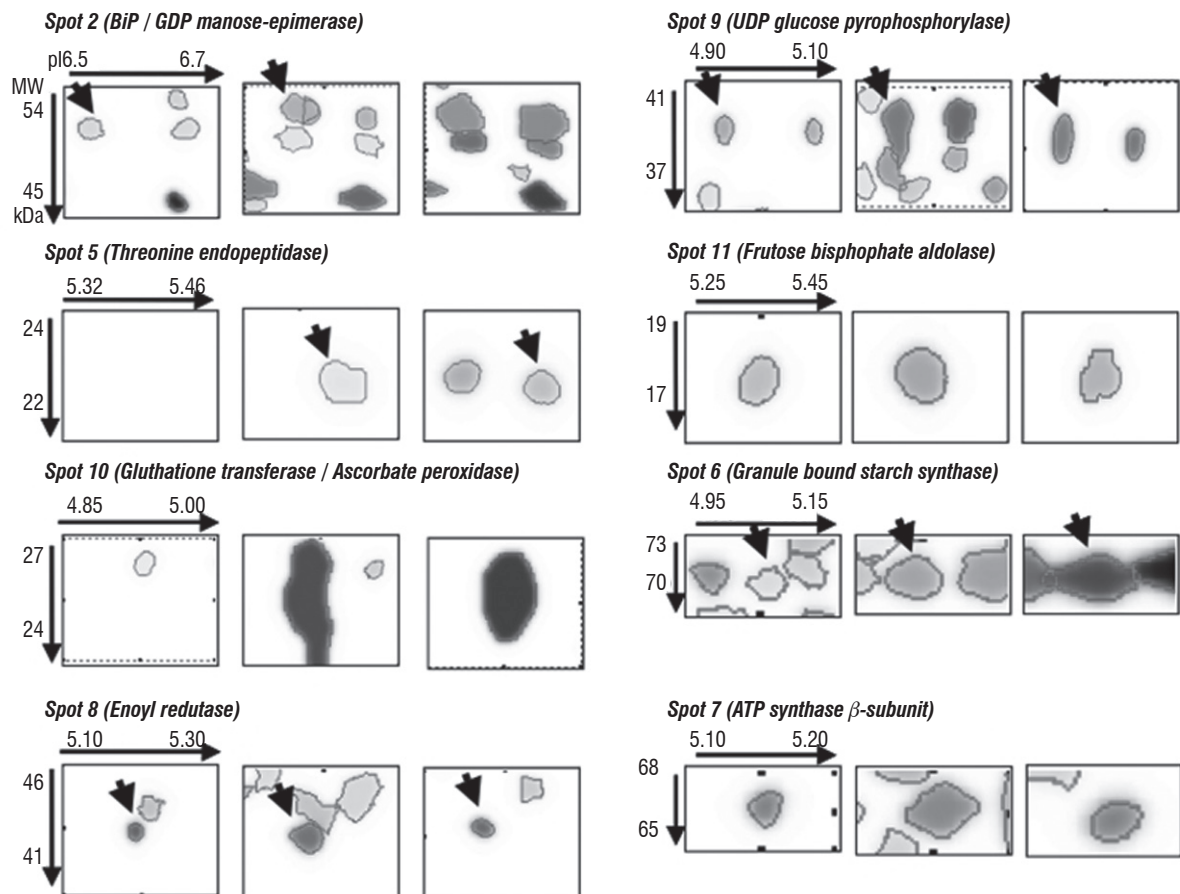 Spot 2 (BiP / GDP manose-epimerase)
pI6.5 6.7
MW
54
45
kDa
Spot 9 (UDP glucose pyrophosphorylase)
4.90 5.10
41
37
Spot 5 (Threonine endopeptidase)
5.32 5.46
24
22
Spot 11 (Frutose bisphophate aldolase)
5.25 5.45
19
17
Spot 10 (Gluthatione transferase / Ascorbate peroxidase)
4.85 5.00
27
24
Spot 6 (Granule bound starch synthase)
4.95 5.15
73
70
Spot 8 (Enoyl redutase)
5.10 5.30
46
41
Spot 7 (ATP synthase β-subunit)
5.10 5.20
68
65